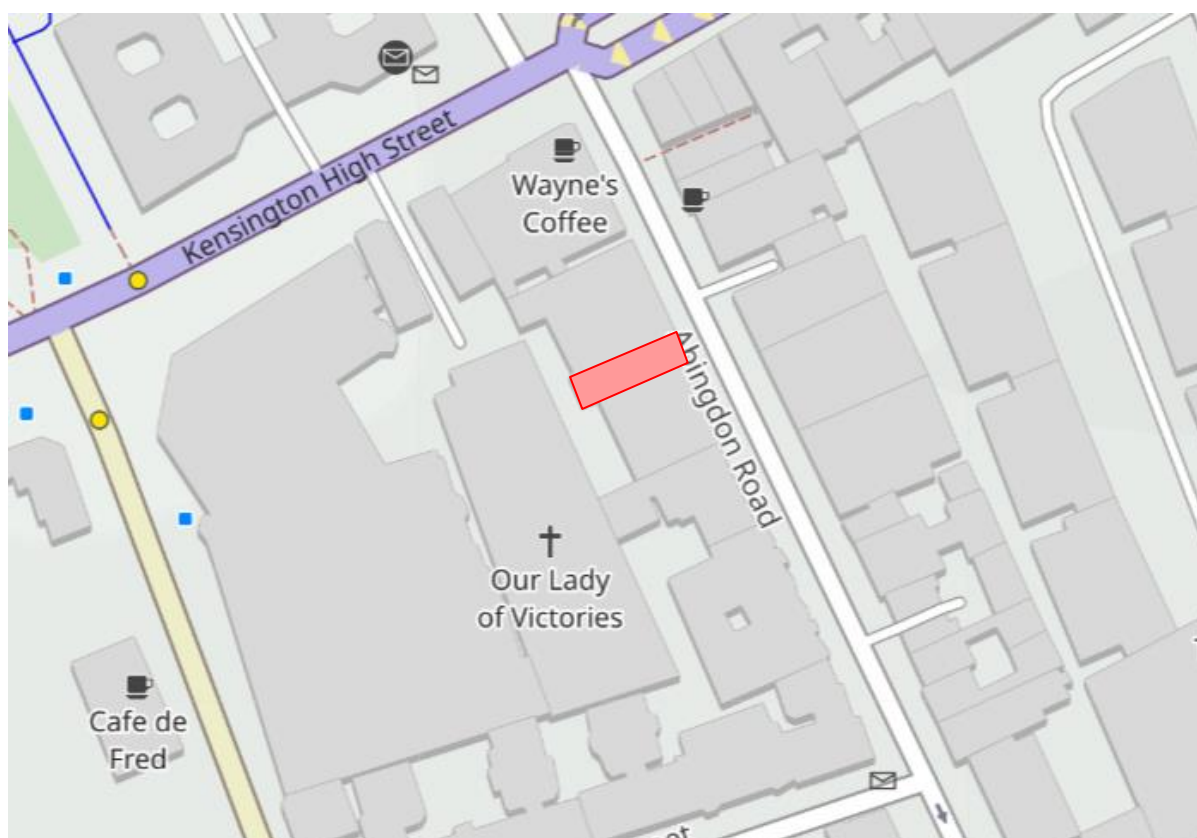 Kensington High Street
Wayne's
Coffee
Abingdon Road
Our Lady
of Victories
Cafe de
Fred